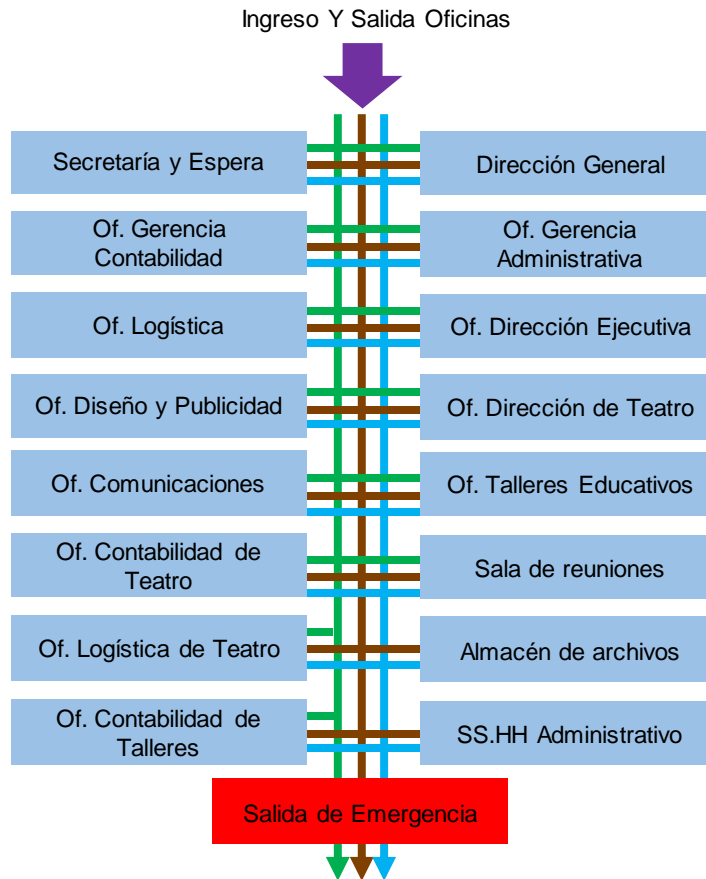 Ingreso Y Salida Oficinas
Secretaría y Espera
Dirección General
Of. Gerencia
Contabilidad
Of. Gerencia
Administrativa
Of. Logística
Of. Dirección Ejecutiva
Of. Diseño y Publicidad
Of. Dirección de Teatro
Of. Comunicaciones
Of. Talleres Educativos
Of. Contabilidad de
Teatro
Sala de reuniones
Of. Logística de Teatro
Almacén de archivos
Of. Contabilidad de
Talleres
SS.HH Administrativo
Salida de Emergencia